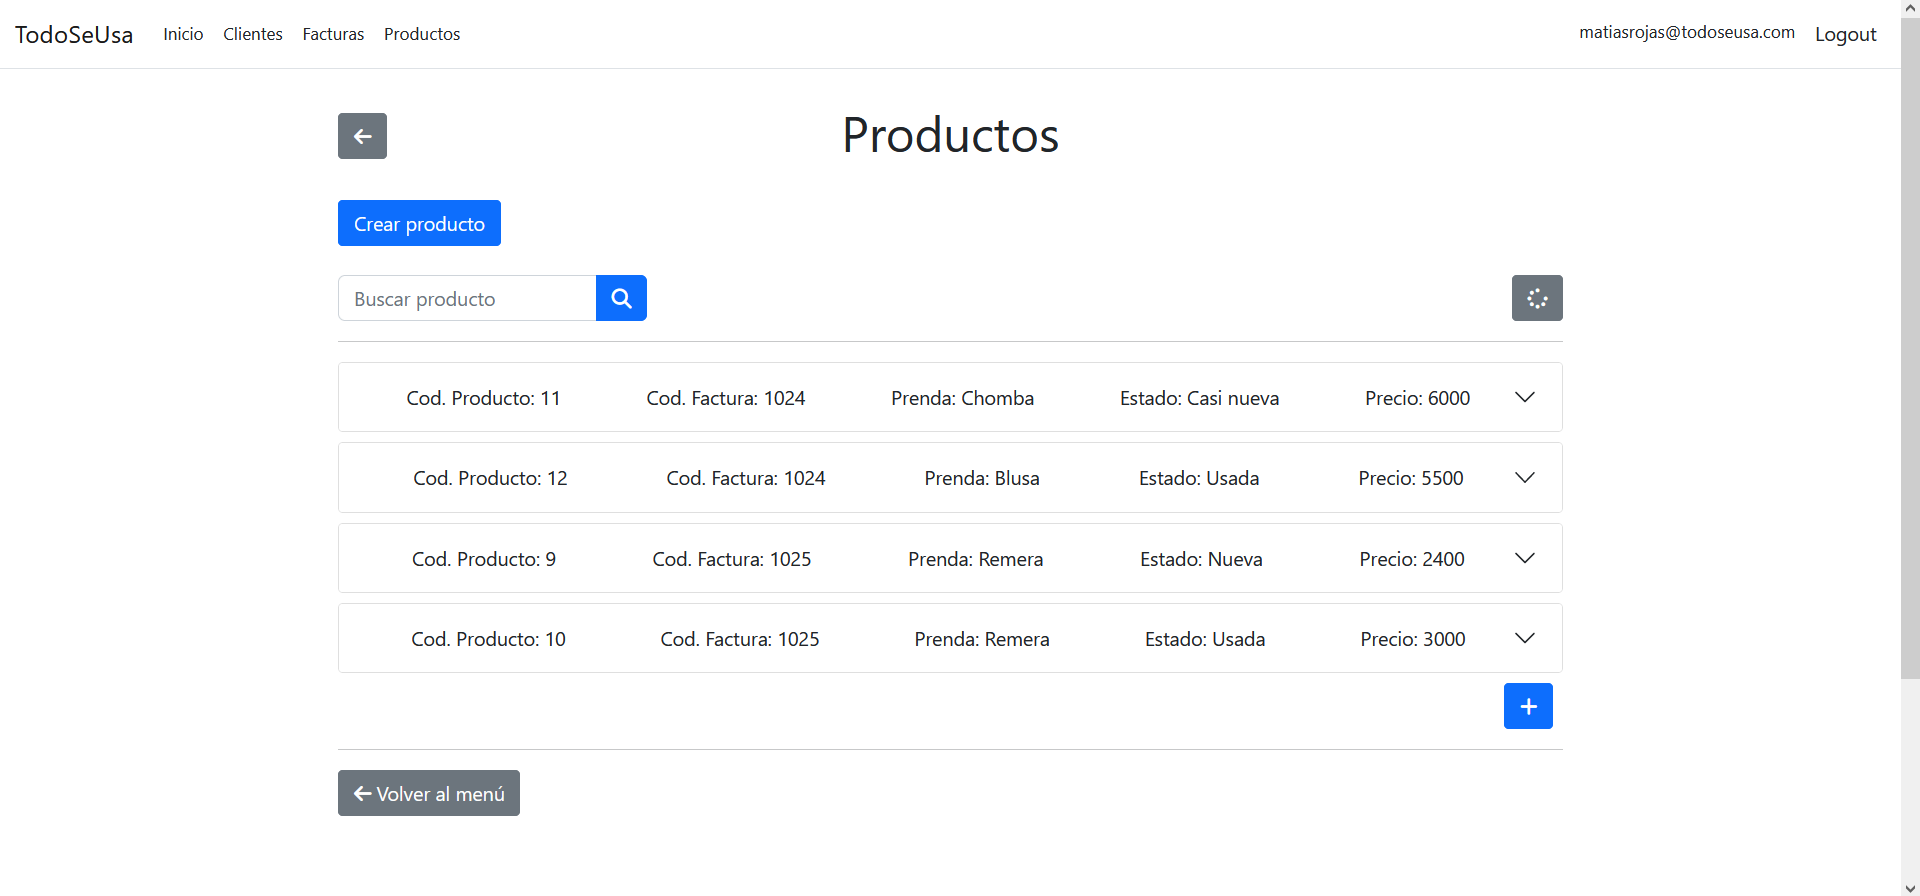 TodoSeUsa Inicio Clientes Facturas Productos matiasrojas@todoseusa.com Logout
Productos
Crear producto
Buscar producto
Cod. Producto: 11 Cod. Factura: 1024 Prenda: Chomba Estado: Casi nueva Precio: 6000
Cod. Producto: 12 Cod. Factura: 1024 Prenda: Blusa Estado: Usada Precio: 5500
Cod. Producto: 9 Cod. Factura: 1025 Prenda: Remera Estado: Nueva Precio: 2400
Cod. Producto: 10 Cod. Factura: 1025 Prenda: Remera Estado: Usada Precio: 3000
Volver al menú